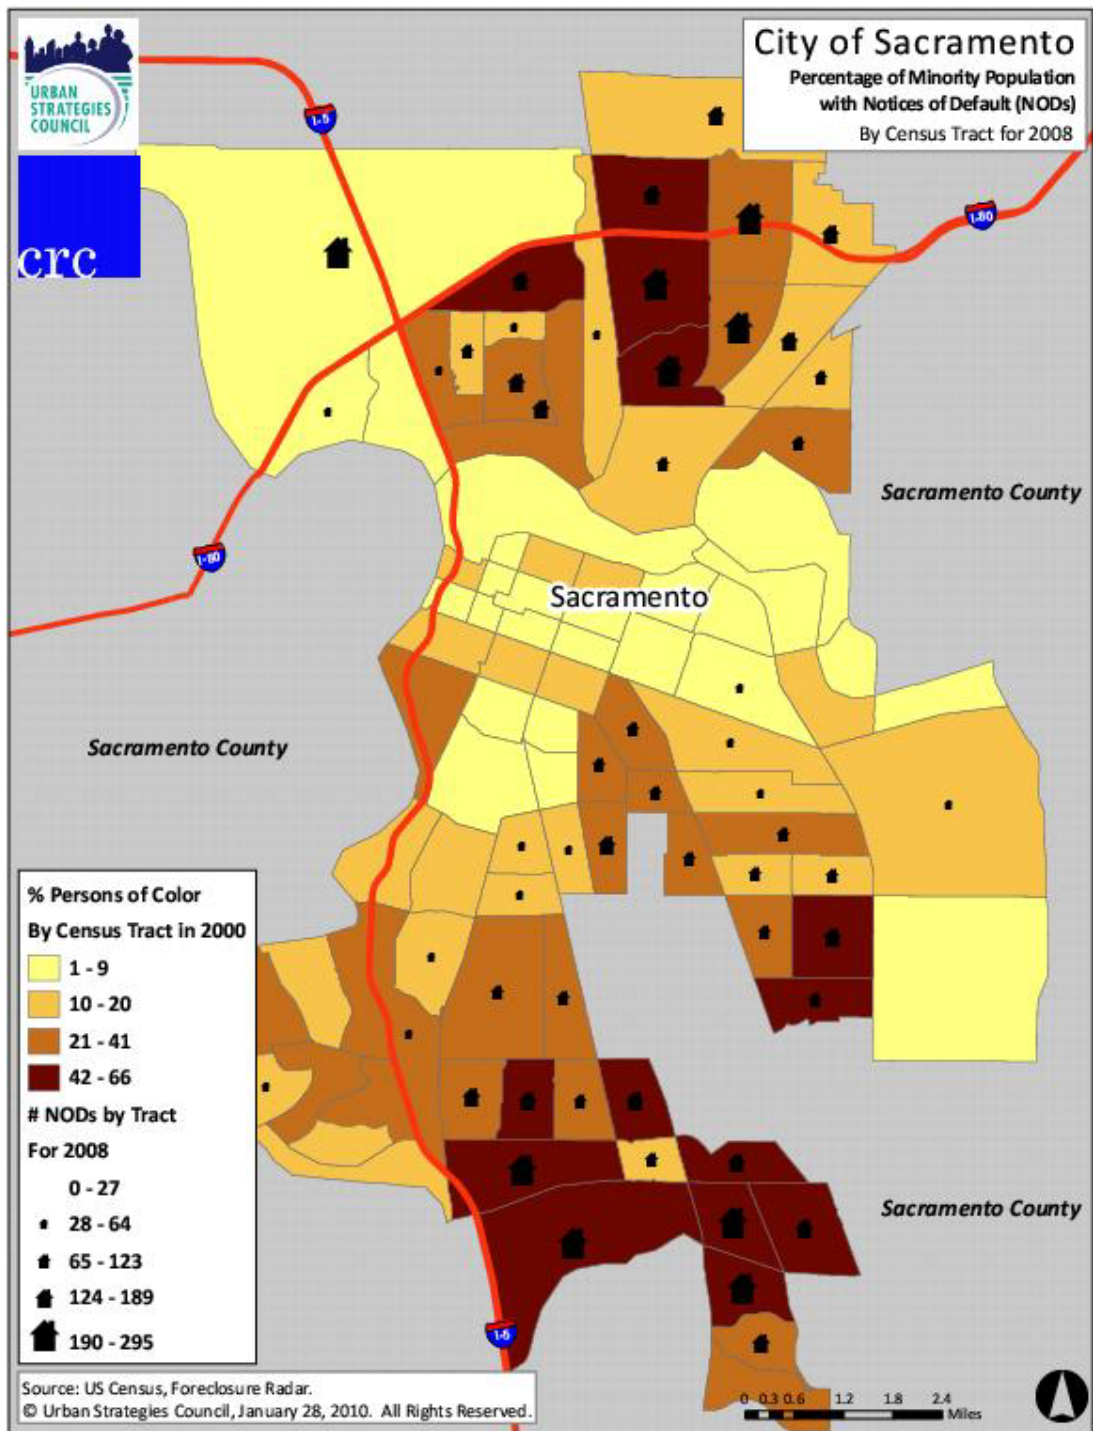 URBAN
STRATEGIES
COUNCIL
crc
City of Sacramento
Percentage of Minority Population
with Notices of Default (NODs)
By Census Tract for 2008
I-5
I-80
Sacramento County
I-80
Sacramento
Sacramento County
% Persons of Color
By Census Tract in 2000
1 - 9
10 - 20
21 - 41
42 - 66
# NODs by Tract
For 2008
0 - 27
28 - 64
65 - 123
124 - 189
190 - 295
Sacramento County
I-5
Source: US Census, Foreclosure Radar.
© Urban Strategies Council, January 28, 2010. All Rights Reserved.
0 0.3 0.6 1.2 1.8 2.4
Miles